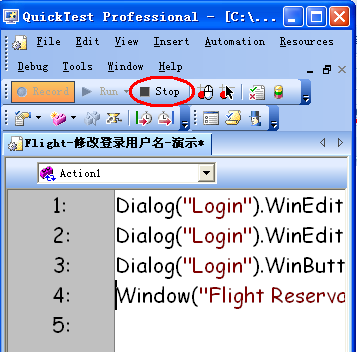 QuickTest Professional - [C:\...
File Edit View Insert Automation Resources
Debug Tools Window Help
Record Run Stop
Flight-修改登录用户名-演示*
Action1
1: Dialog("Login").WinEdit
2: Dialog("Login").WinEdit
3: Dialog("Login").WinButt
4: Window("Flight Reserva
5: